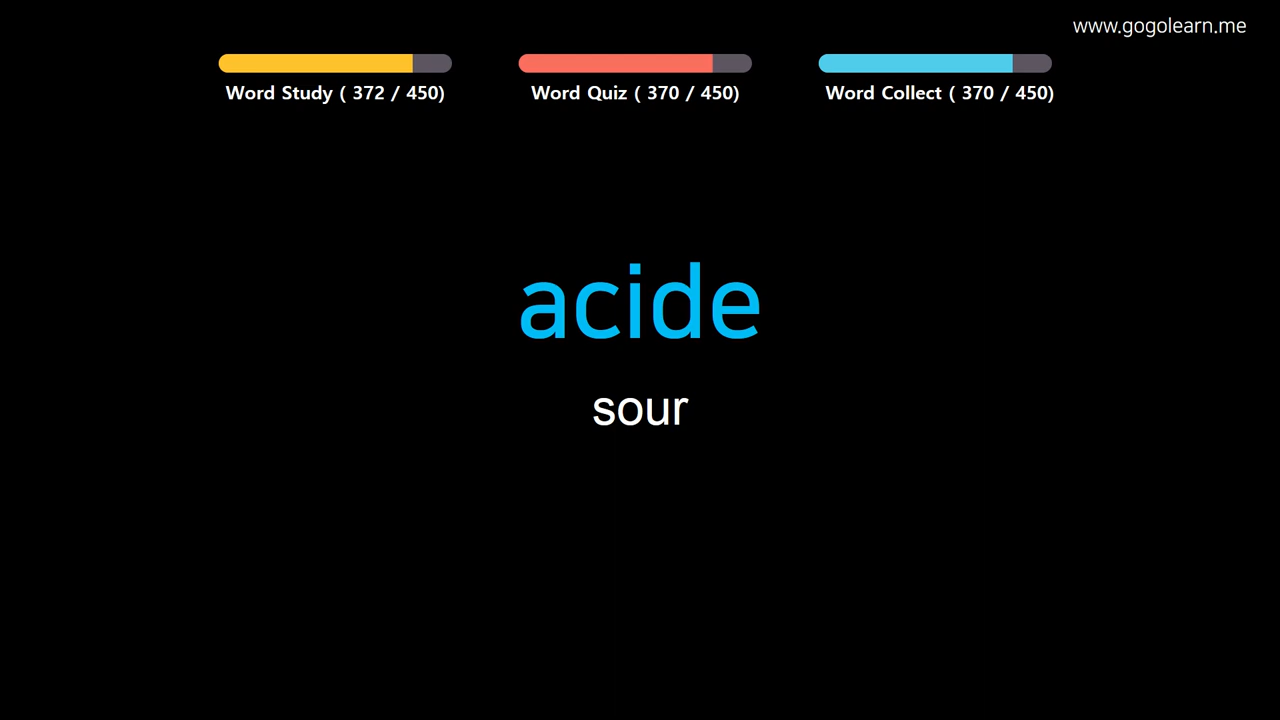 www.gogolearn.me
Word Study ( 372 / 450)
Word Quiz ( 370 / 450)
Word Collect ( 370 / 450)
acide
sour